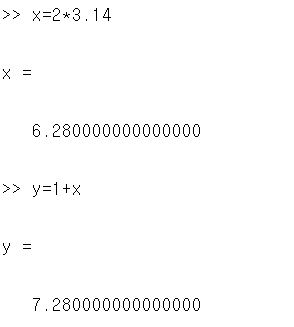 >> x=2*3.14
x =
6.280000000000000
>> y=1+x
y =
7.280000000000000